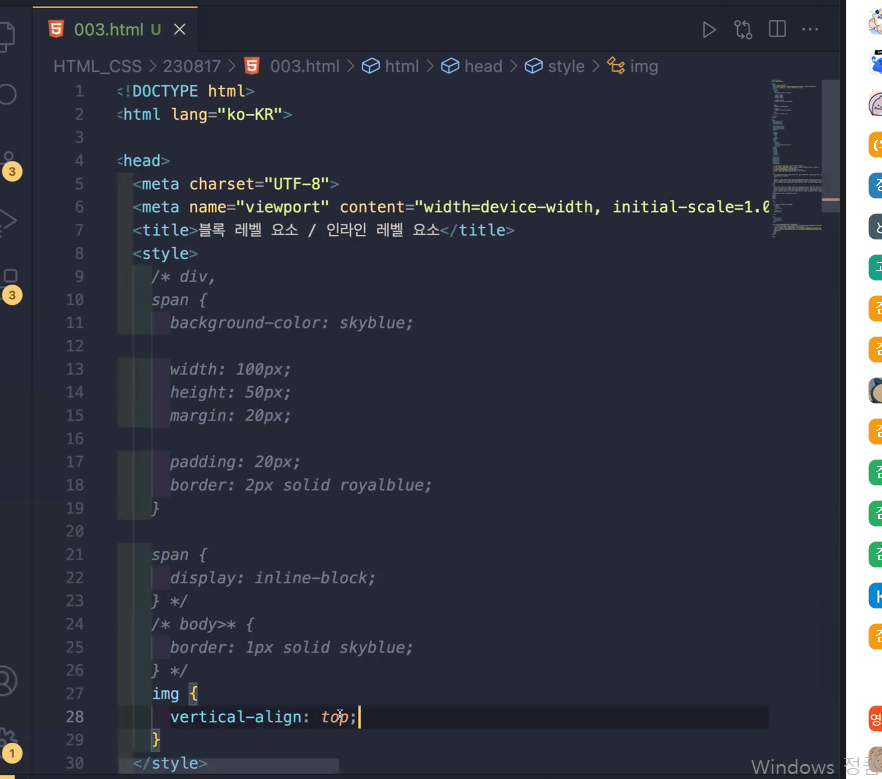 003.html U
HTML_CSS > 230817 > 003.html > html > head > style > img
1 <!DOCTYPE html>
2 <html lang="ko-KR">
3
4 <head>
5 <meta charset="UTF-8">
6 <meta name="viewport" content="width=device-width, initial-scale=1.0
7 <title>블록 레벨 요소 / 인라인 레벨 요소</title>
8 <style>
9 /* div,
10 span {
11 background-color: skyblue;
12
13 width: 100px;
14 height: 50px;
15 margin: 20px;
16
17 padding: 20px;
18 border: 2px solid royalblue;
19 }
20
21 span {
22 display: inline-block;
23 } */
24 /* body>* {
25 border: 1px solid skyblue;
26 } */
27 img {
28 vertical-align: top;
29 }
30 </style>
3
3
1
Windows